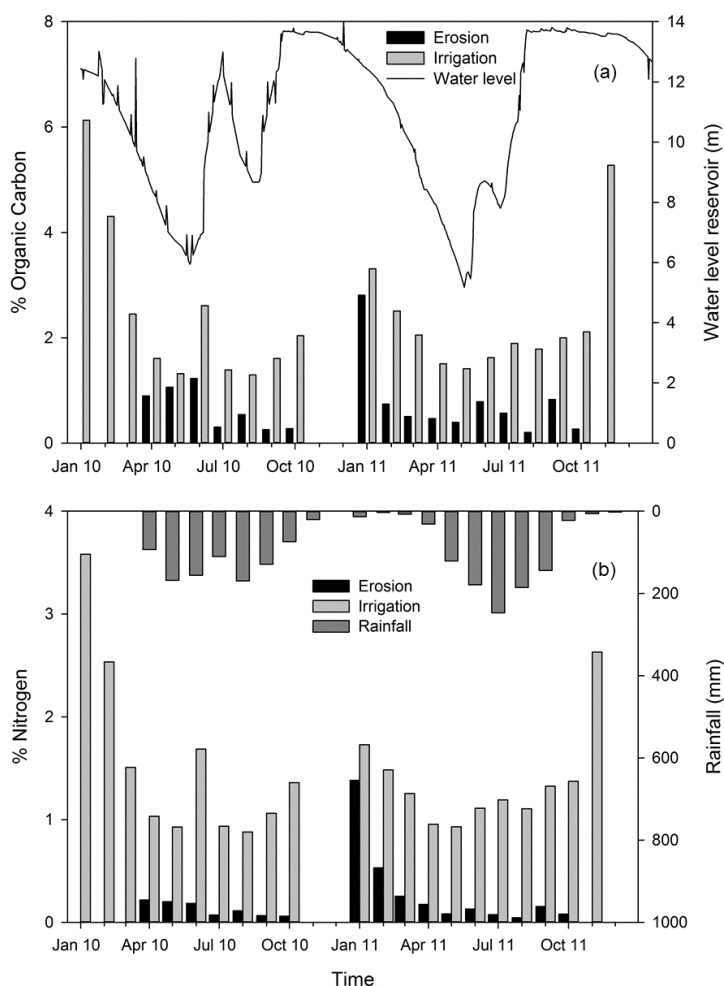 8
6
4
2
0
% Organic Carbon
14
12
10
8
6
4
2
0
Water level reservoir (m)
Erosion
Irrigation
Water level
(a)
Jan 10 Apr 10 Jul 10 Oct 10 Jan 11 Apr 11 Jul 11 Oct 11
4
3
2
1
0
% Nitrogen
0
200
400
600
800
1000
Rainfall (mm)
Erosion
Irrigation
Rainfall
(b)
Jan 10 Apr 10 Jul 10 Oct 10 Jan 11 Apr 11 Jul 11 Oct 11
Time